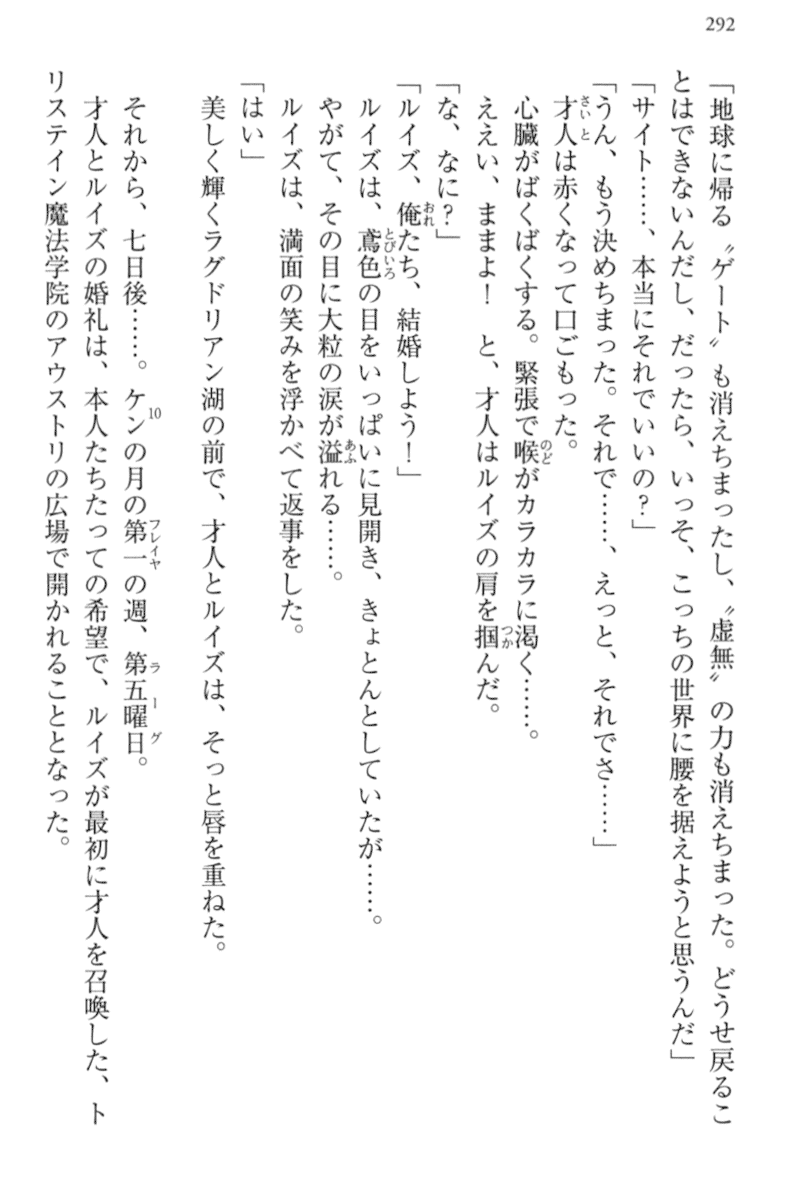 292
「地球に帰る〝ゲート〟も消えちまったし、〝虚無〟の力も消えちまった。どうせ戻るこ
とはできないんだし、だったら、いっそ、こっちの世界に腰を据えようと思うんだ」
「サイト……、本当にそれでいいの？」
「うん、もう決めちまった。それで……、えっと、それでさ……」
才人は赤くなって口ごもった。
心臓がばくばくする。緊張で喉がカラカラに渇く……。
ええい、ままよ！　と、才人はルイズの肩を掴んだ。
「な、なに？」
「ルイズ、俺たち、結婚しよう！」
ルイズは、鳶色の目をいっぱいに見開き、きょとんとしていたが……。
やがて、その目に大粒の涙が溢れる……。
ルイズは、満面の笑みを浮かべて返事をした。
「はい」
美しく輝くラグドリアン湖の前で、才人とルイズは、そっと唇を重ねた。
それから、七日後……。ケンの月の第一の週、第五曜日。
才人とルイズの婚礼は、本人たちたっての希望で、ルイズが最初に才人を召喚した、ト
リステイン魔法学院のアウストリの広場で開かれることとなった。